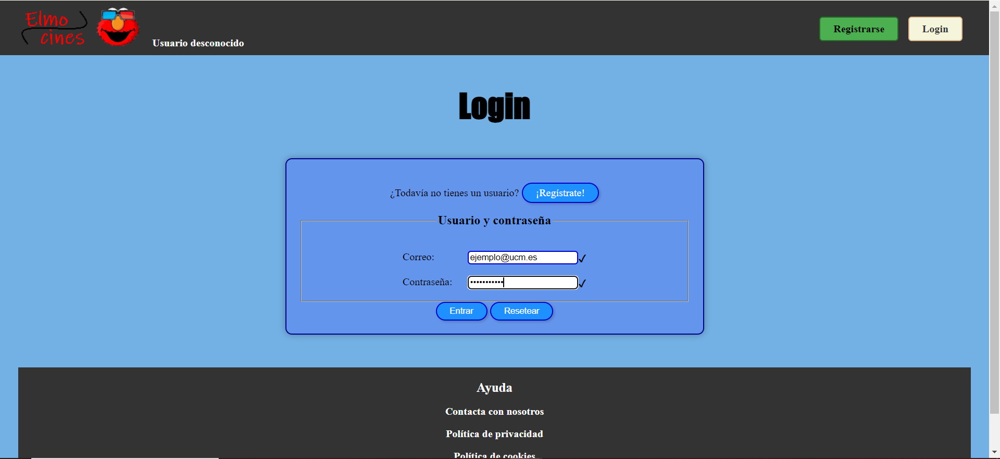 Elmo
cines
Usuario desconocido
Registrarse
Login
Login
¿Todavía no tienes un usuario? ¡Regístrate!
Usuario y contraseña
Correo: ejemplo@ucm.es ✓
Contraseña: ••••••••••• ✓
Entrar Resetear
Ayuda
Contacta con nosotros
Política de privacidad
Política de cookies